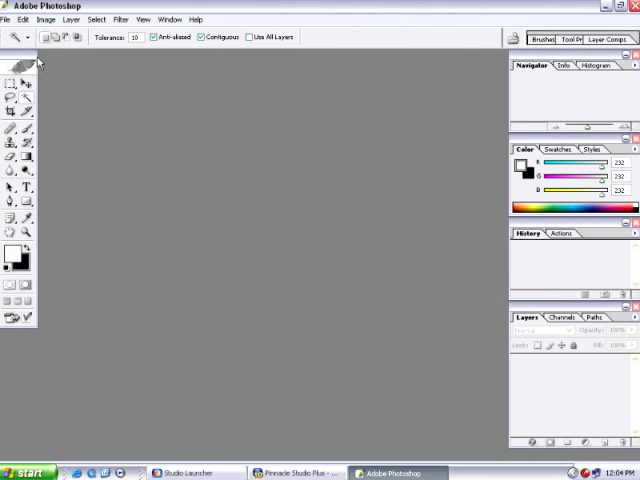 Adobe Photoshop
File Edit Image Layer Select Filter View Window Help
Tolerance: 10 Anti-aliased Contiguous Use All Layers
Brushes Tool Pr Layer Comps
Navigator Info Histogram
Color Swatches Styles
R 232
G 232
B 232
History Actions
Layers Channels Paths
Normal Opacity: 100%
Lock: Fill: 100%
start Studio Launcher Pinnacle Studio Plus - ... Adobe Photoshop 12:04 PM